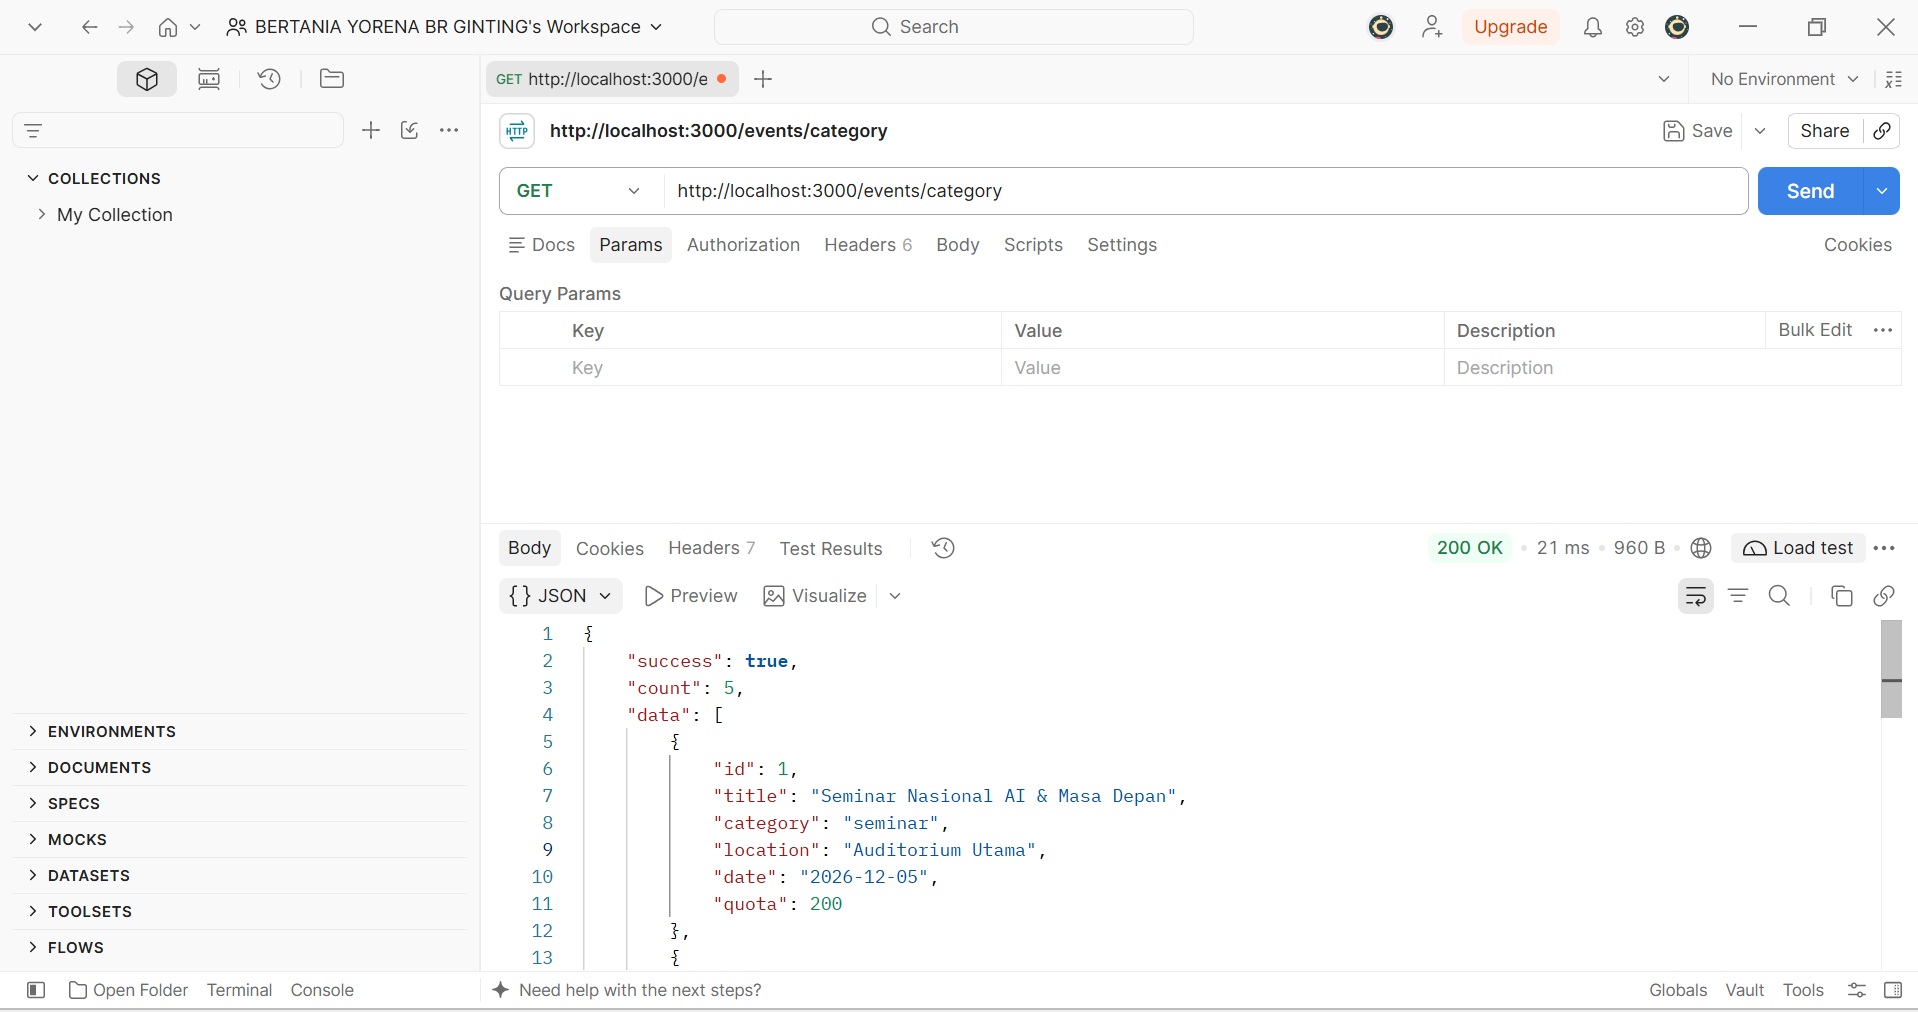 BERTANIA YORENA BR GINTING's Workspace
Search
Upgrade
GET http://localhost:3000/e
No Environment
HTTP
http://localhost:3000/events/category
Save
Share
COLLECTIONS
My Collection
GET
http://localhost:3000/events/category
Send
Docs Params Authorization Headers 6 Body Scripts Settings
Cookies
Query Params
Key Value Description Bulk Edit
Key Value Description
Body Cookies Headers 7 Test Results
200 OK • 21 ms • 960 B •
Load test
{} JSON
Preview
Visualize
1 {
2 "success": true,
3 "count": 5,
4 "data": [
5 {
6 "id": 1,
7 "title": "Seminar Nasional AI & Masa Depan",
8 "category": "seminar",
9 "location": "Auditorium Utama",
10 "date": "2026-12-05",
11 "quota": 200
12 },
13 {
ENVIRONMENTS
DOCUMENTS
SPECS
MOCKS
DATASETS
TOOLSETS
FLOWS
Open Folder Terminal Console
Need help with the next steps?
Globals Vault Tools